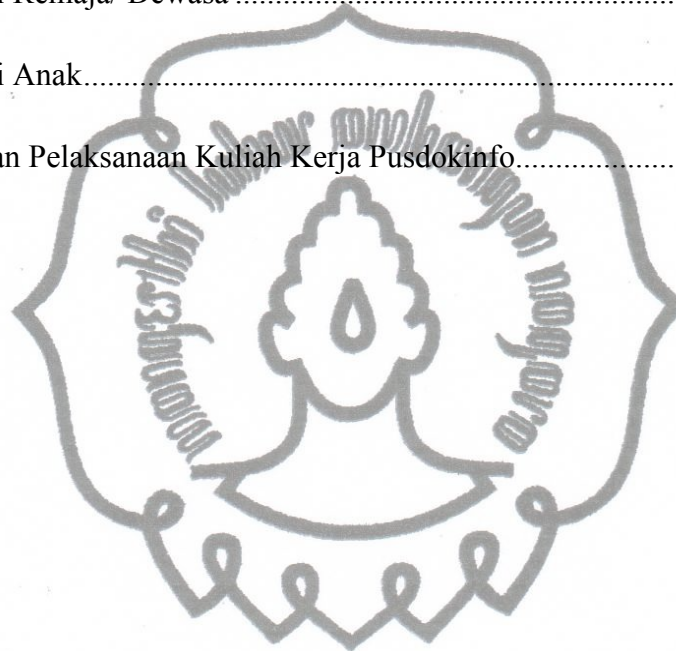 i Remaja/ Dewasa ........................................................
i Anak...............................................................................
an Pelaksanaan Kuliah Kerja Pusdokinfo.....................